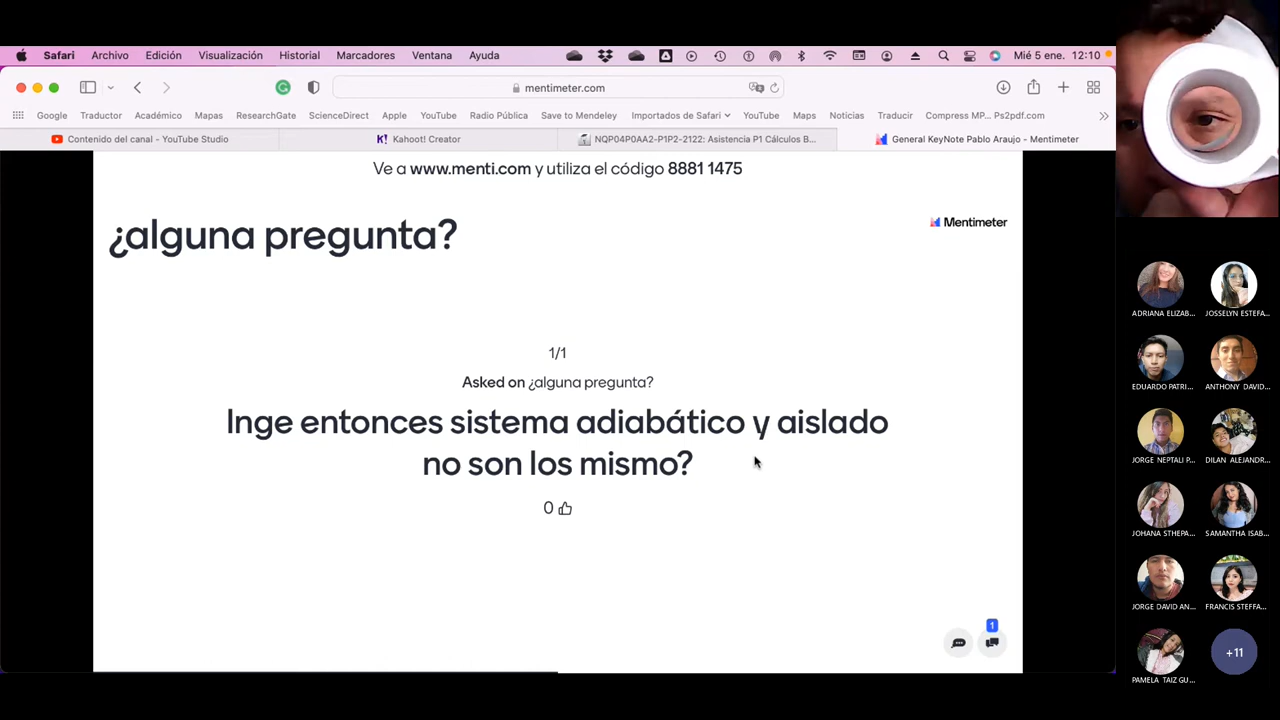 Safari Archivo Edición Visualización Historial Marcadores Ventana Ayuda Mié 5 ene. 12:10
mentimeter.com
Google Traductor Académico Mapas ResearchGate ScienceDirect Apple YouTube Radio Pública Save to Mendeley Importados de Safari YouTube Maps Noticias Traducir Compress MP... Ps2pdf.com
Contenido del canal - YouTube Studio Kahoot! Creator NQP04P0AA2-P1P2-2122: Asistencia P1 Cálculos B... General KeyNote Pablo Araujo - Mentimeter
Ve a www.menti.com y utiliza el código 8881 1475
¿alguna pregunta?
Mentimeter
1/1
Asked on ¿alguna pregunta?
Inge entonces sistema adiabático y aislado
no son los mismo?
0
1
ADRIANA ELIZAB... JOSSELYN ESTEFA...
EDUARDO PATRI... ANTHONY DAVID...
JORGE NEPTALI P... DILAN ALEJANDR...
JOHANA STHEPA... SAMANTHA ISAB...
JORGE DAVID AN... FRANCIS STEFFA...
PAMELA TAIZ GU... +11